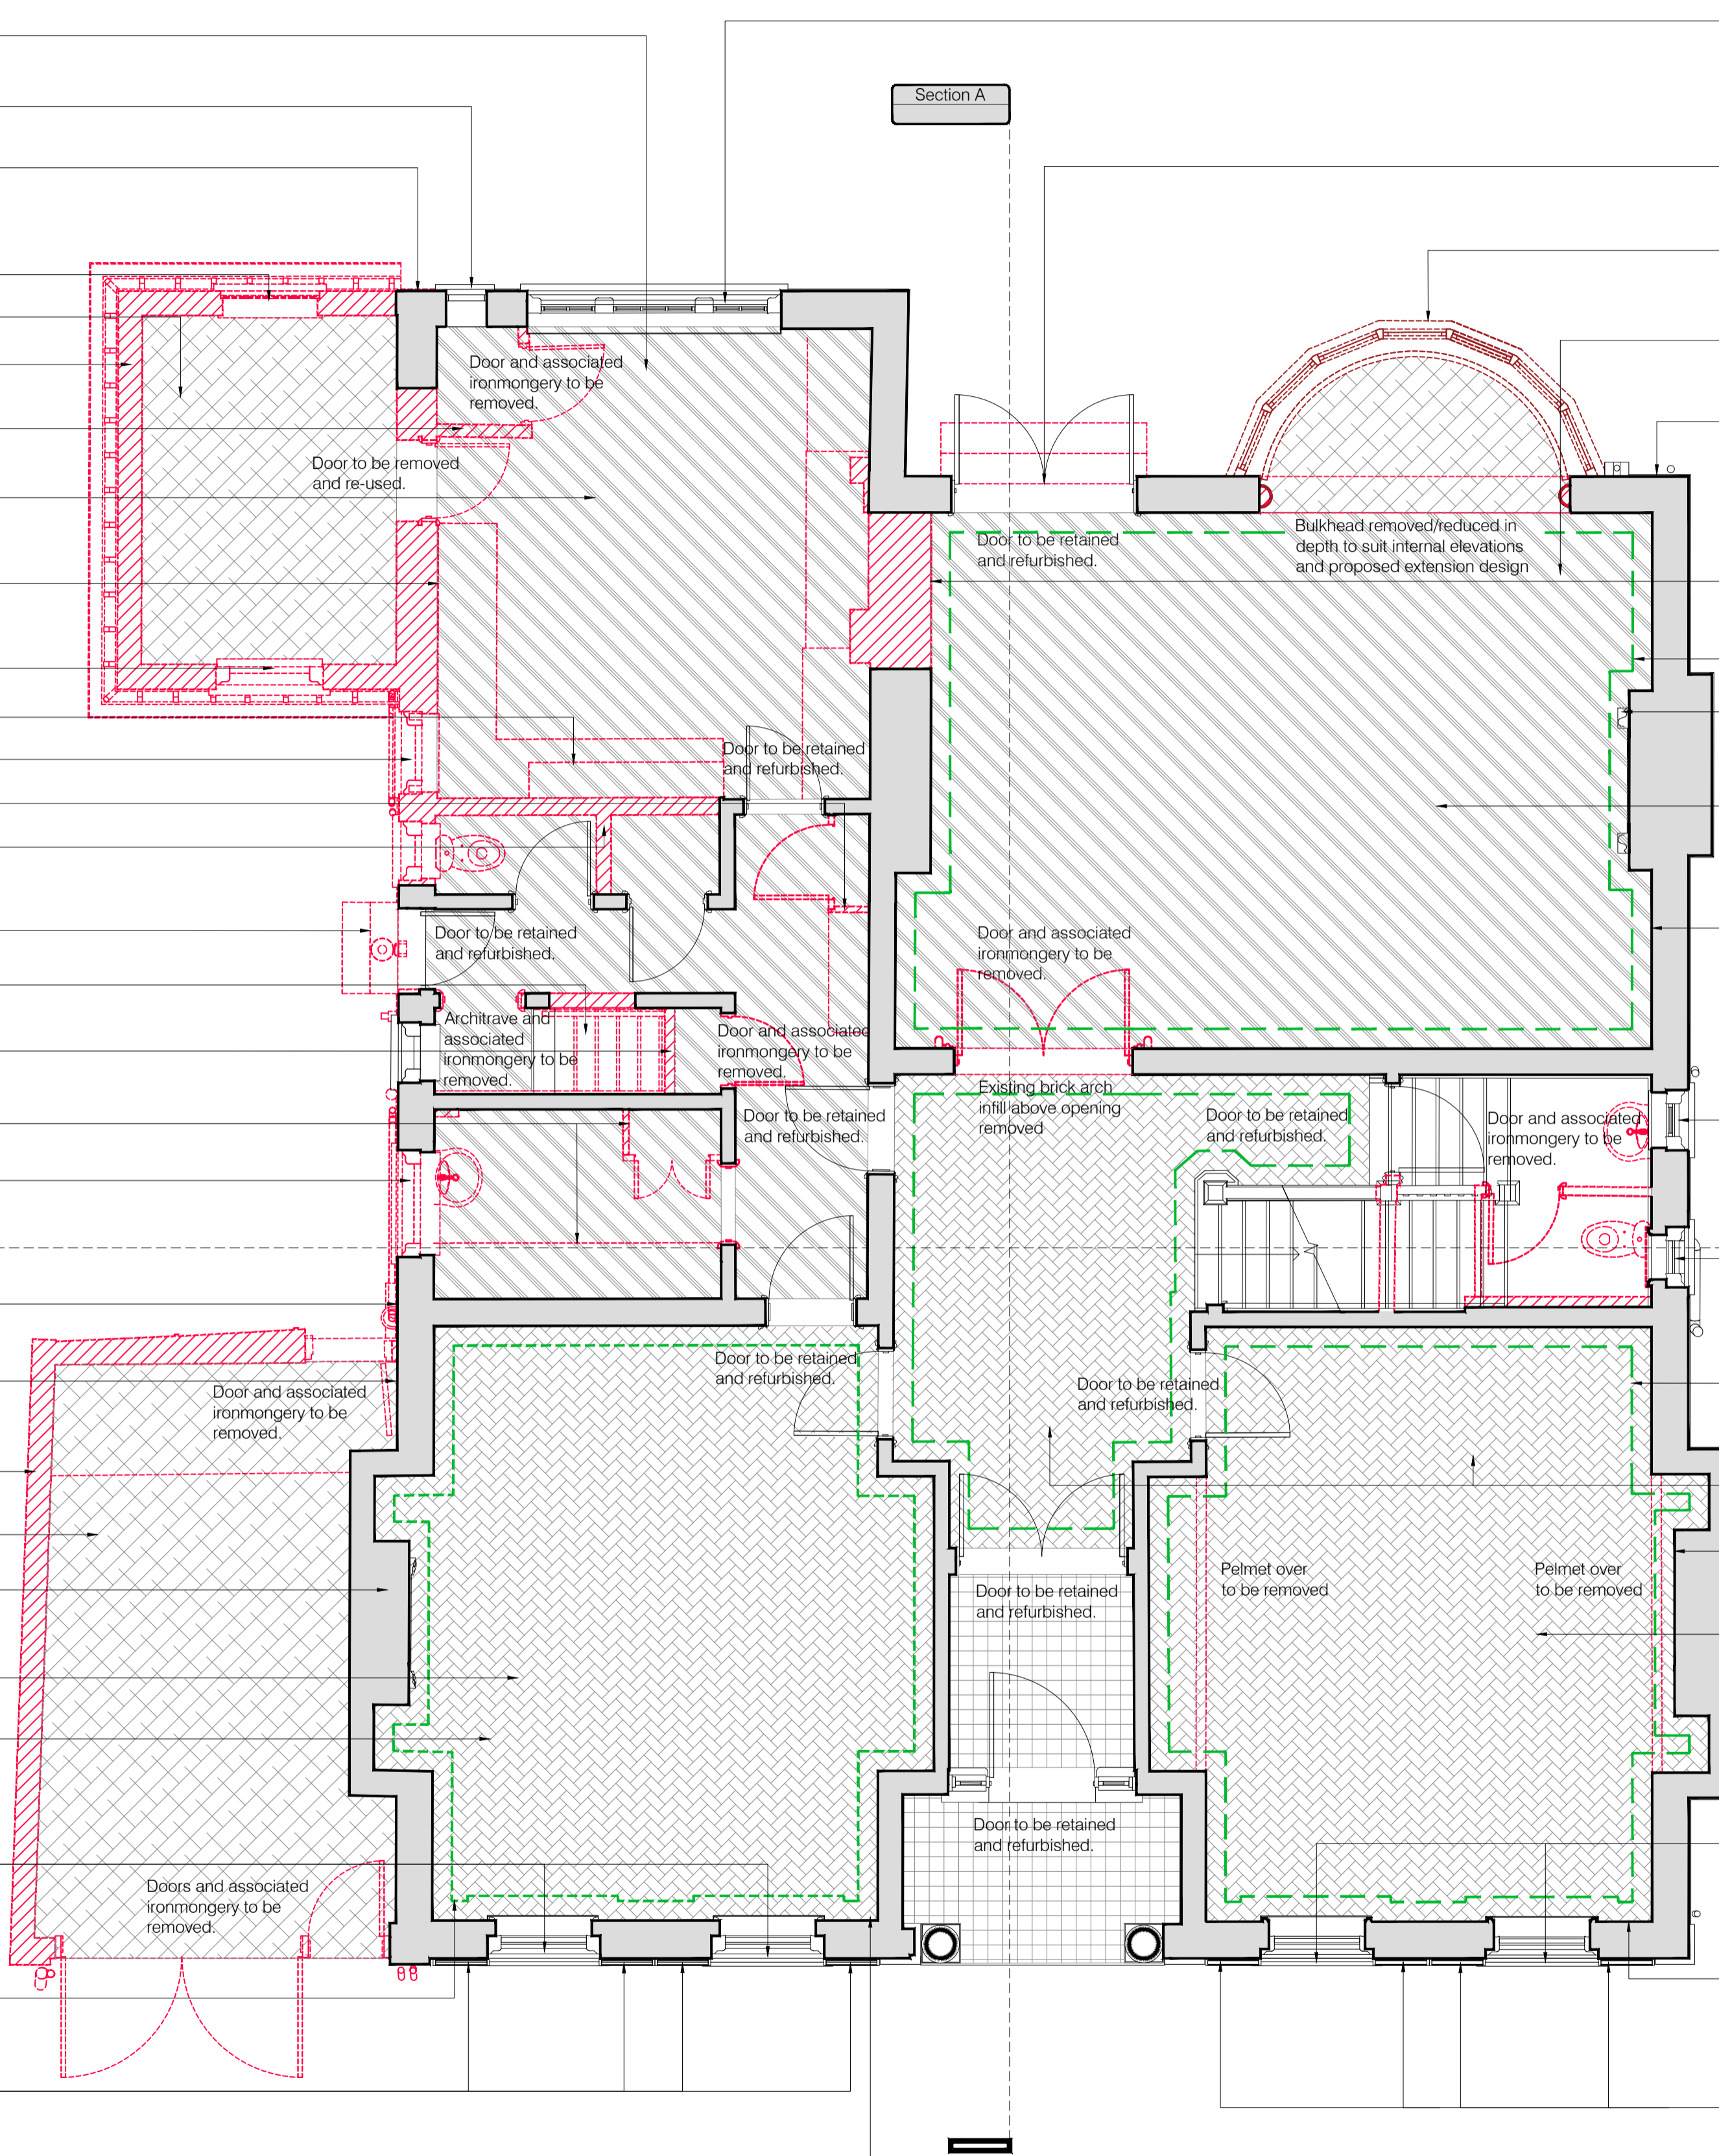 Section A
Door and associated
ironmongery to be
removed.
Door to be removed
and re-used.
Door to be retained
and refurbished.
Bulkhead removed/reduced in
depth to suit internal elevations
and proposed extension design
Door to be retained
and refurbished.
Door to be retained
and refurbished.
Door and associated
ironmongery to be
removed.
Architrave and
associated
ironmongery to be
removed.
Door and associated
ironmongery to be
removed.
Existing brick arch
infill above opening
removed
Door to be retained
and refurbished.
Door to be retained
and refurbished.
Door and associated
ironmongery to be
removed.
Door to be retained
and refurbished.
Door to be retained
and refurbished.
Door and associated
ironmongery to be
removed.
Pelmet over
to be removed
Pelmet over
to be removed
Door to be retained
and refurbished.
Door to be retained
and refurbished.
Doors and associated
ironmongery to be
removed.